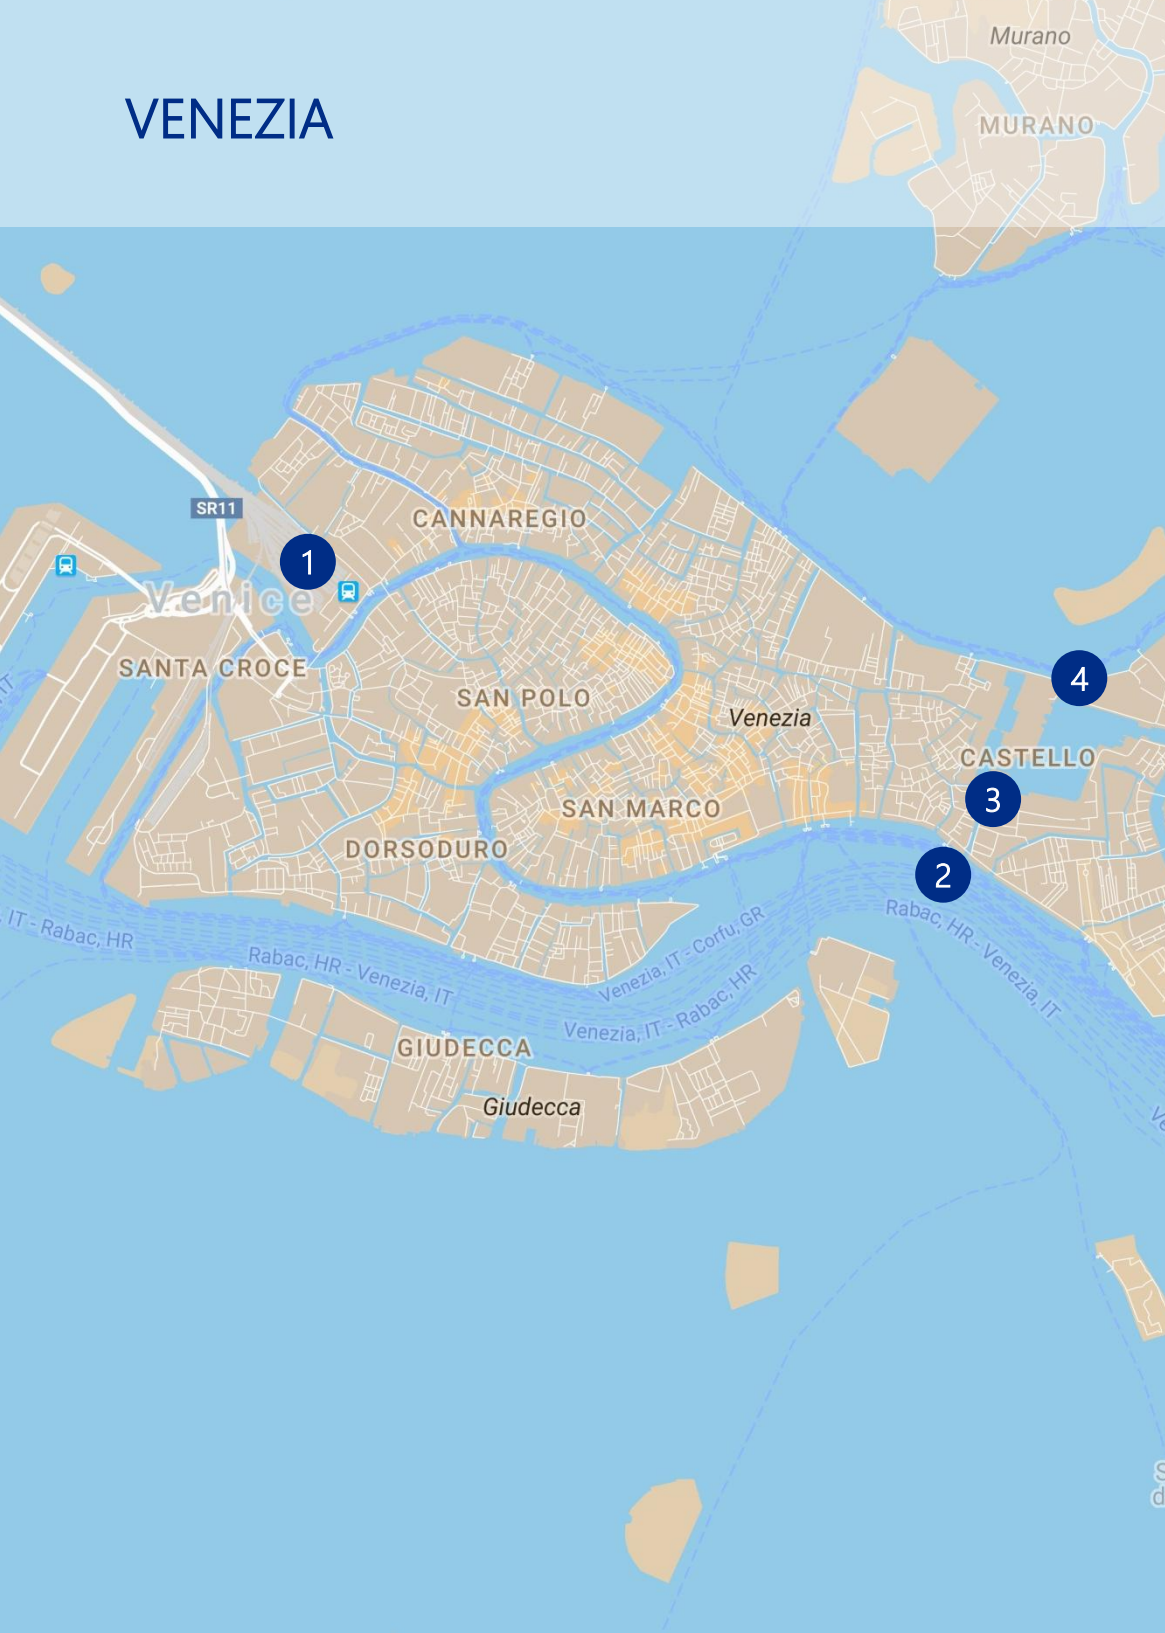 Murano
VENEZIA
MURANO
SR11
CANNAREGIO
1
Venice
SANTA CROCE
4
SAN POLO
Venezia
CASTELLO
3
SAN MARCO
DORSODURO
2
, IT - Rabac, HR
Rabac, HR - Venezia, IT
Venezia, IT - Corfu, GR
Rabac, HR - Venezia, IT
Venezia, IT - Rabac, HR
GIUDECCA
Giudecca